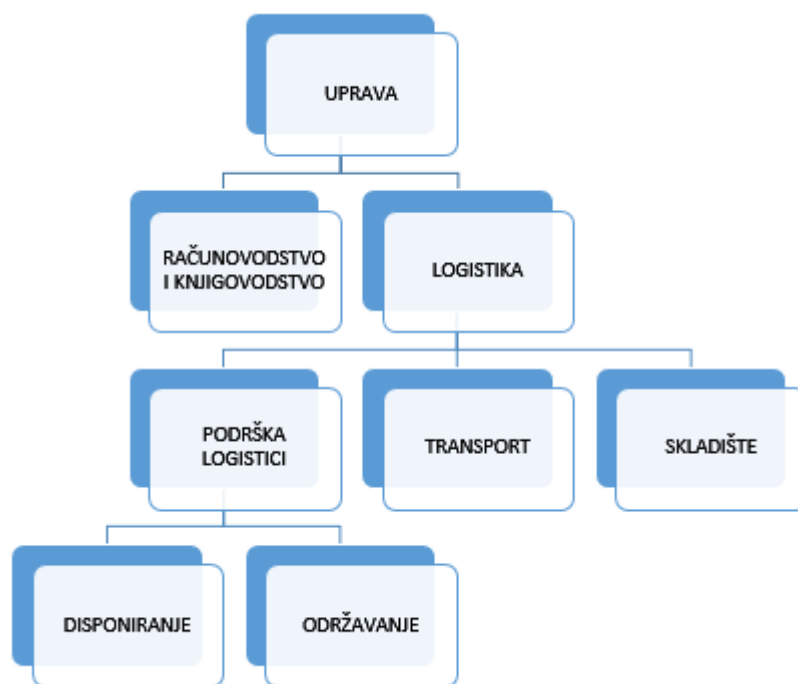 UPRAVA
RAČUNOVODSTVO
I KNJIGOVODSTVO
LOGISTIKA
PODRŠKA
LOGISTICI
TRANSPORT
SKLADIŠTE
DISPONIRANJE
ODRŽAVANJE